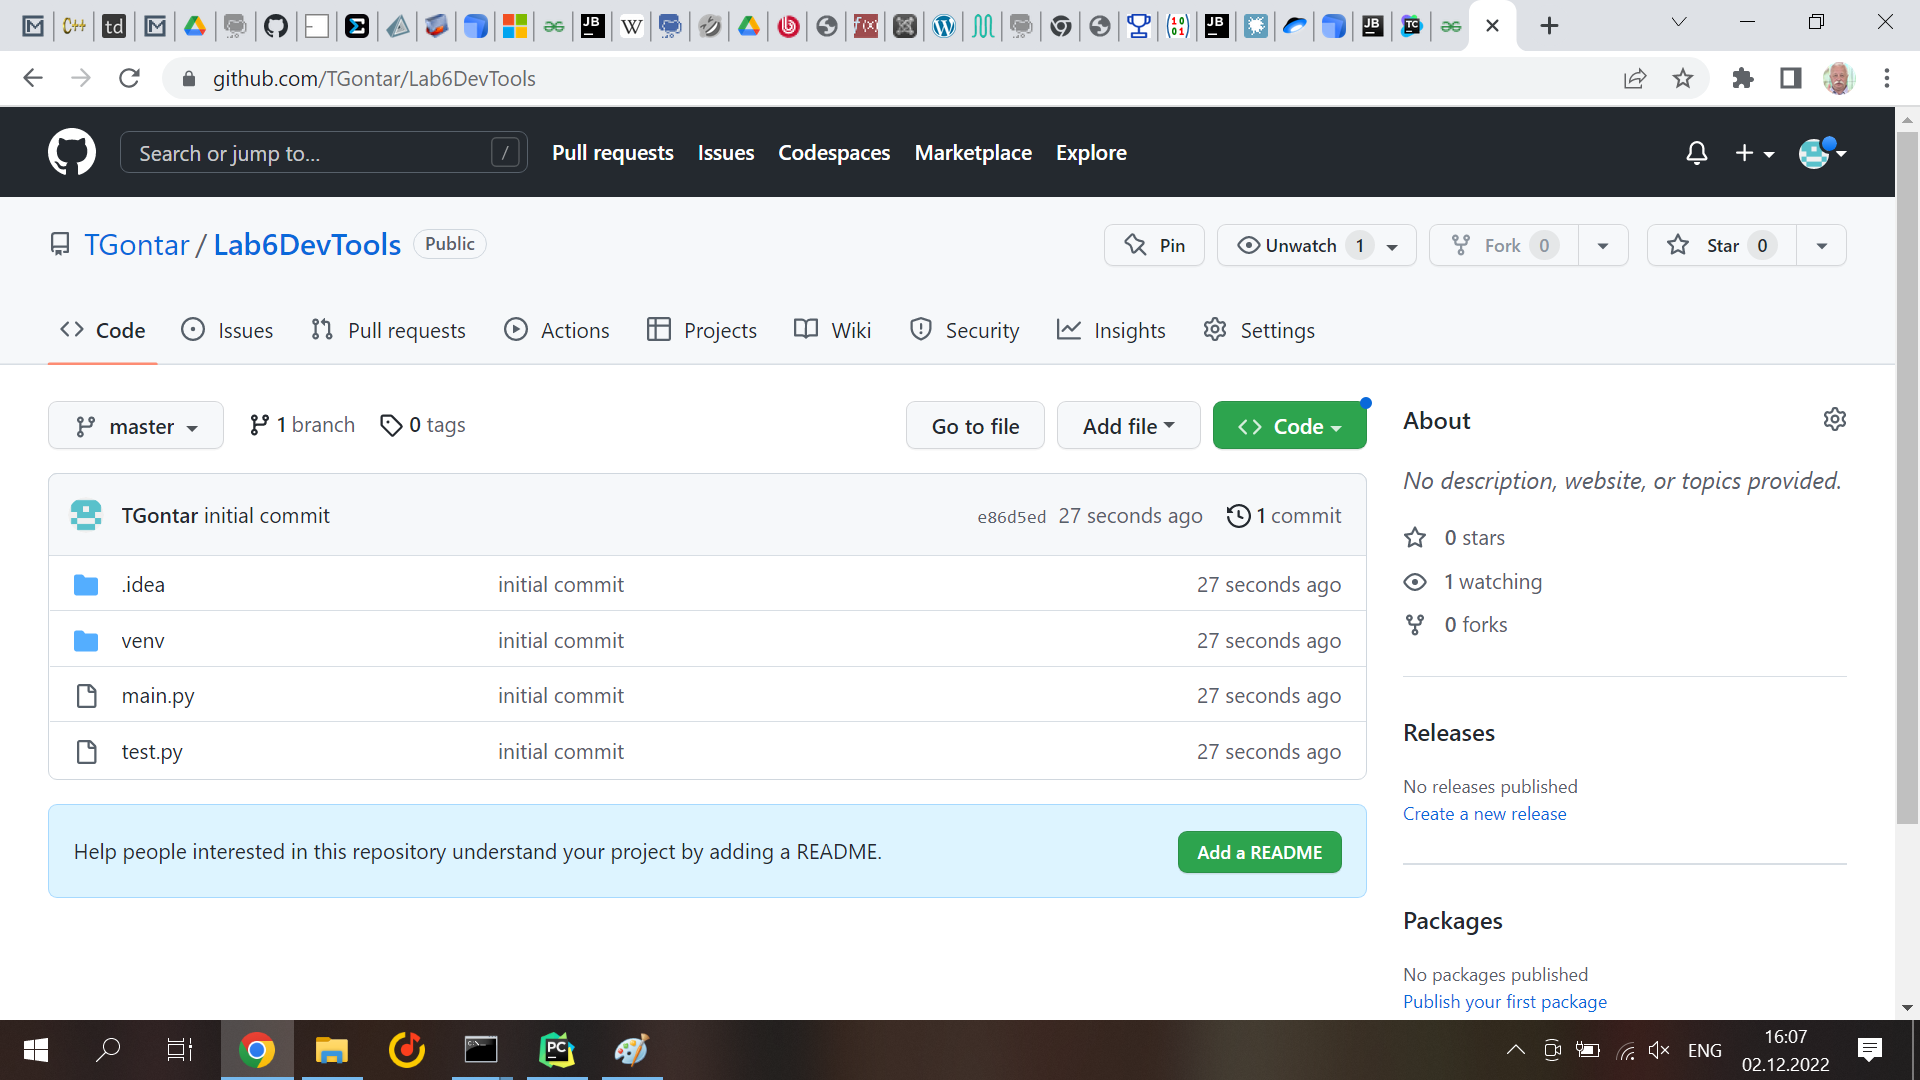 C++
td
W
JB
f(x)
JB
JB
TC
github.com/TGontar/Lab6DevTools
Search or jump to... /
Pull requests Issues Codespaces Marketplace Explore
TGontar / Lab6DevTools Public
Pin Unwatch 1 Fork 0 Star 0
Code Issues Pull requests Actions Projects Wiki Security Insights Settings
master 1 branch 0 tags Go to file Add file Code
TGontar initial commit e86d5ed 27 seconds ago 1 commit
.idea initial commit 27 seconds ago
venv initial commit 27 seconds ago
main.py initial commit 27 seconds ago
test.py initial commit 27 seconds ago
Help people interested in this repository understand your project by adding a README. Add a README
About
No description, website, or topics provided.
0 stars
1 watching
0 forks
Releases
No releases published
Create a new release
Packages
No packages published
Publish your first package
PC
ENG
16:07
02.12.2022